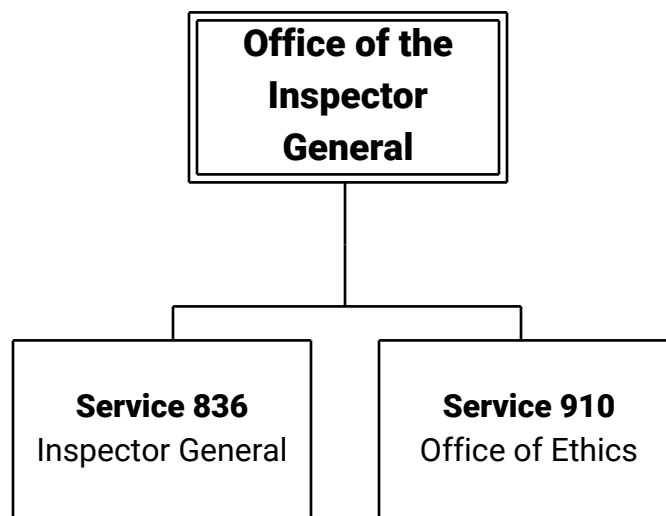 Office of the
Inspector
General
Service 836
Inspector General
Service 910
Office of Ethics